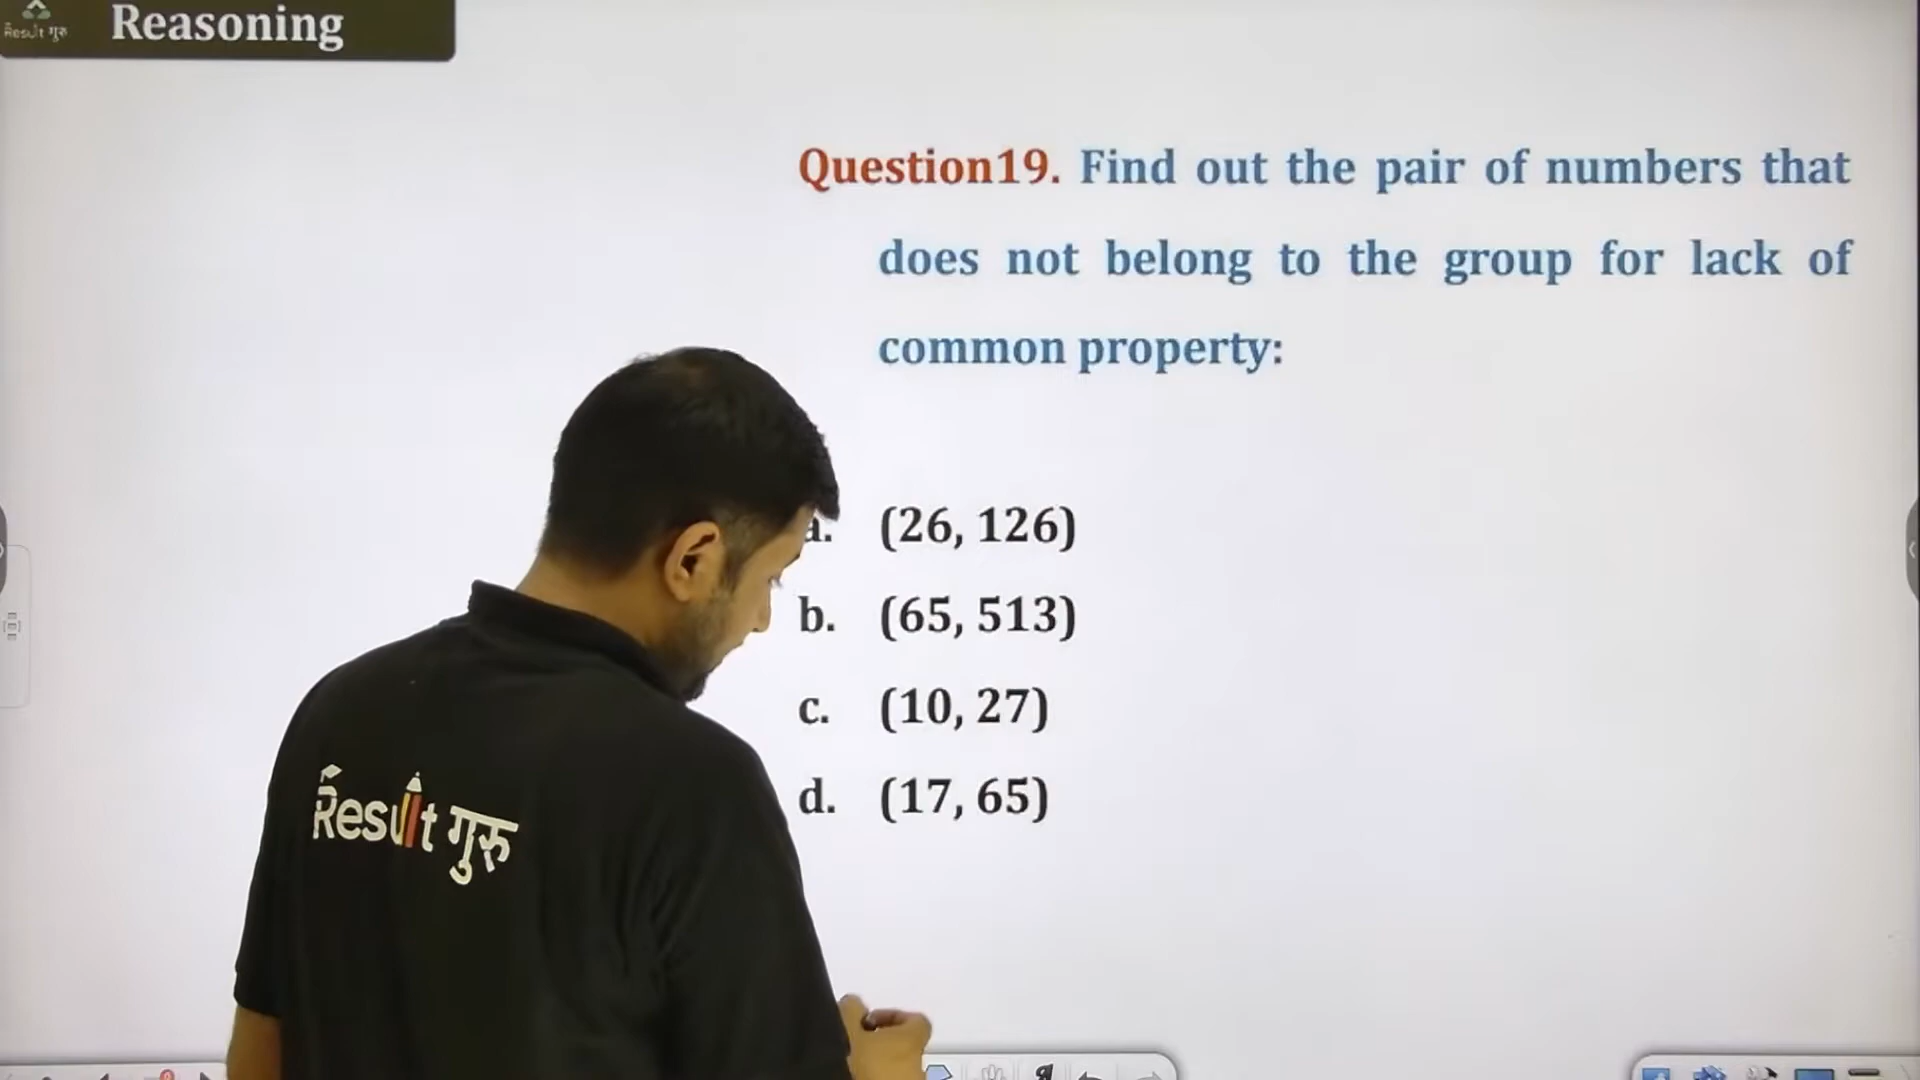 Result गुरु
Reasoning
Question19. Find out the pair of numbers that
does not belong to the group for lack of
common property:
a. (26, 126)
b. (65, 513)
c. (10, 27)
d. (17, 65)
Result गुरु